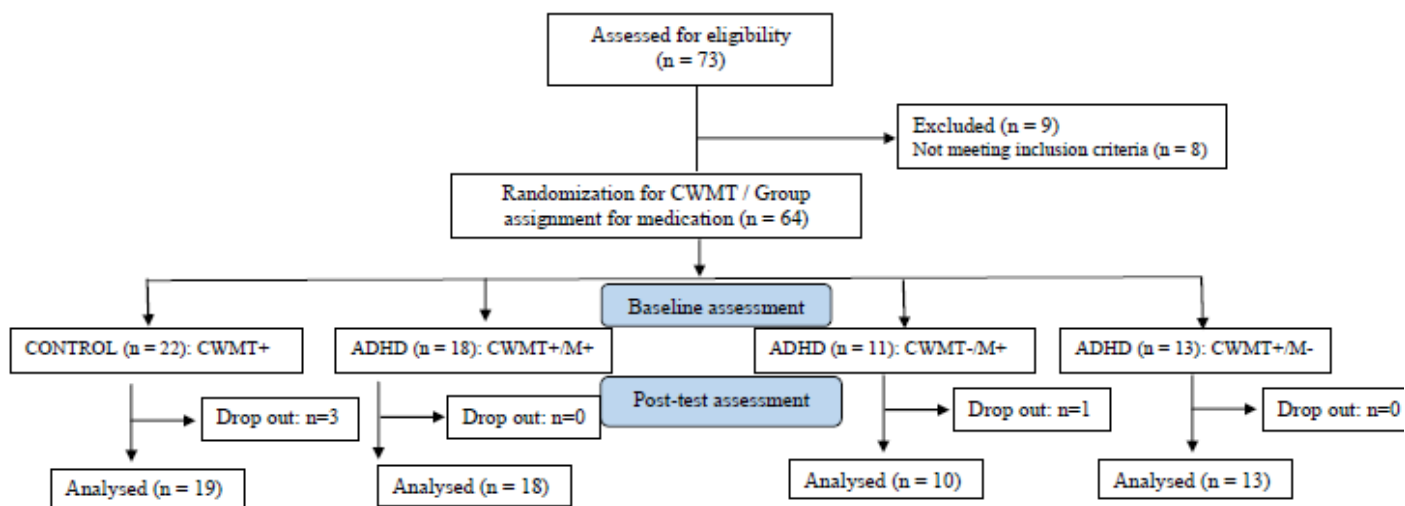 Assessed for eligibility
(n = 73)
Excluded (n = 9)
Not meeting inclusion criteria (n = 8)
Randomization for CWMT / Group
assignment for medication (n = 64)
Baseline assessment
CONTROL (n = 22): CWMT+
ADHD (n = 18): CWMT+/M+
ADHD (n = 11): CWMT-/M+
ADHD (n = 13): CWMT+/M-
Post-test assessment
Drop out: n=3
Drop out: n=0
Drop out: n=1
Drop out: n=0
Analysed (n = 19)
Analysed (n = 18)
Analysed (n = 10)
Analysed (n = 13)